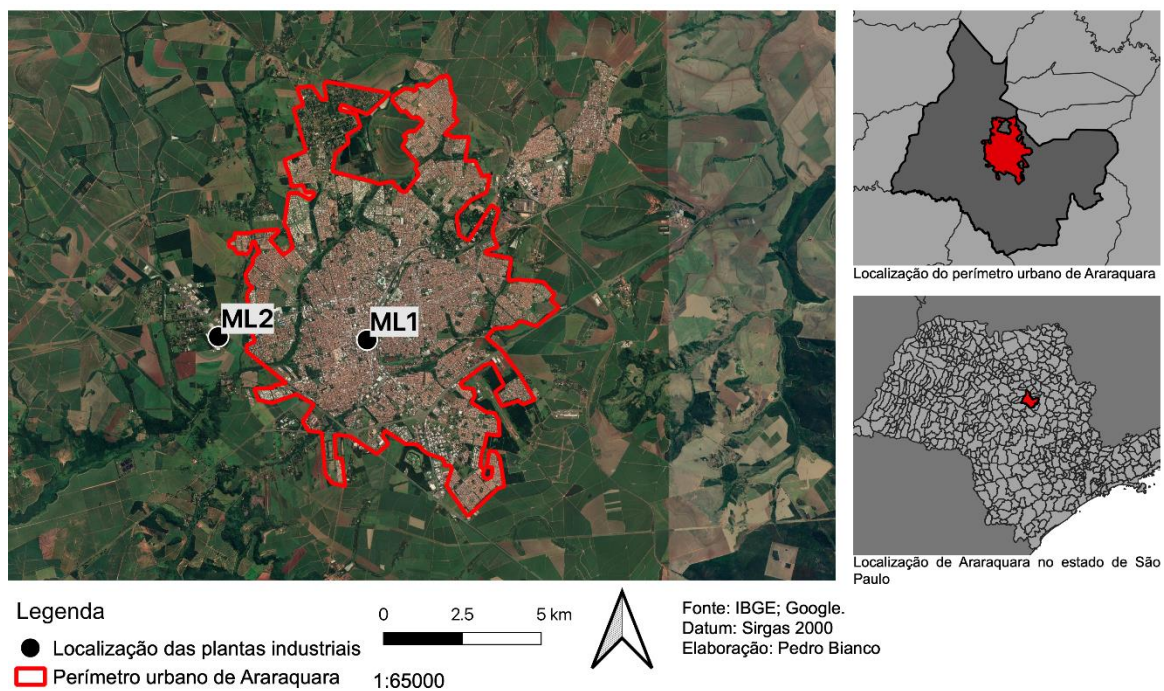 ML2
ML1
Localização do perímetro urbano de Araraquara
Localização de Araraquara no estado de São
Paulo
Legenda
Localização das plantas industriais
Perímetro urbano de Araraquara
0 2.5 5 km
1:65000
Fonte: IBGE; Google.
Datum: Sirgas 2000
Elaboração: Pedro Bianco